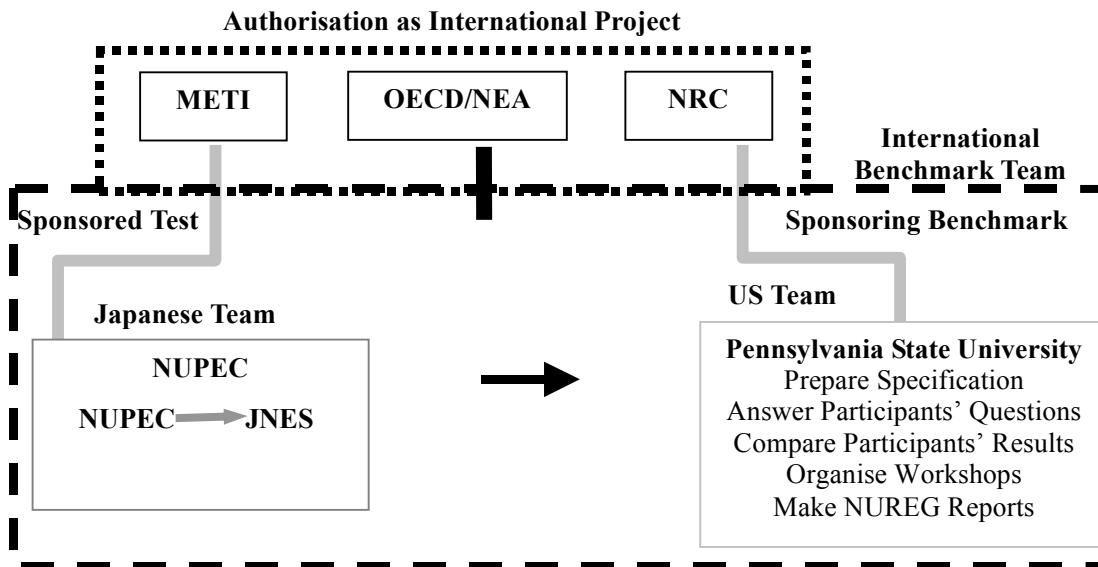 Authorisation as International Project
METI
OECD/NEA
NRC
International
Benchmark Team
Sponsored Test
Sponsoring Benchmark
Japanese Team
US Team
NUPEC
NUPEC JNES
Pennsylvania State University
Prepare Specification
Answer Participants’ Questions
Compare Participants’ Results
Organise Workshops
Make NUREG Reports